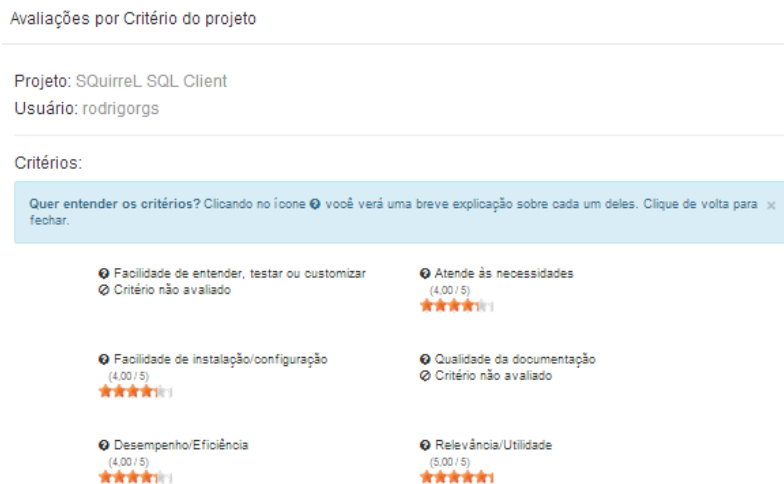 Avaliações por Critério do projeto
Projeto: SQuirreL SQL Client
Usuário: rodrigorgs
Critérios:
Quer entender os critérios? Clicando no ícone você verá uma breve explicação sobre cada um deles. Clique de volta para ×
fechar.
Facilidade de entender, testar ou customizar
Critério não avaliado
Atende às necessidades
(4,00 / 5)
Facilidade de instalação/configuração
(4,00 / 5)
Qualidade da documentação
Critério não avaliado
Desempenho/Eficiência
(4,00 / 5)
Relevância/Utilidade
(5,00 / 5)